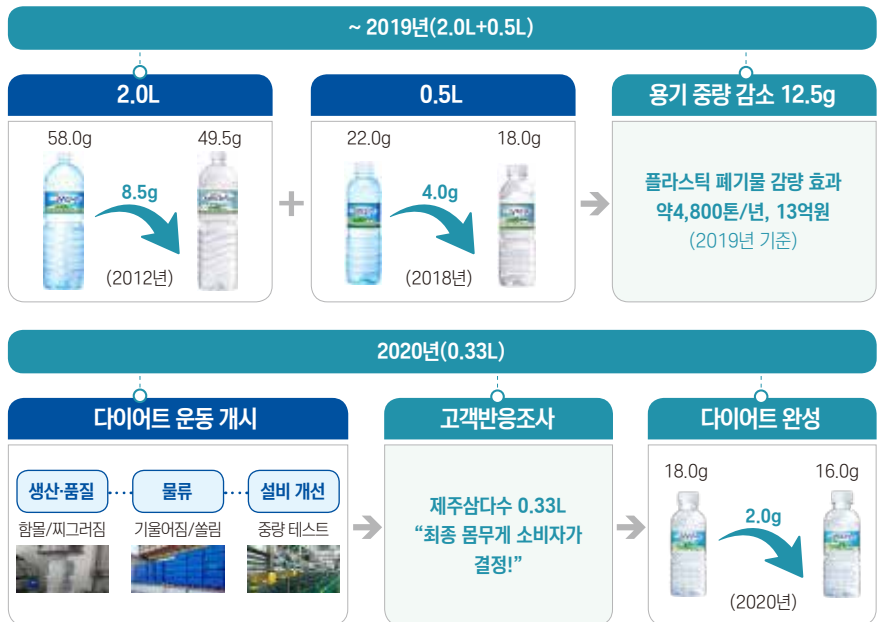 ~ 2019년(2.0L+0.5L)
2.0L
58.0g
49.5g
8.5g
(2012년)
+
0.5L
22.0g
18.0g
4.0g
(2018년)
용기 중량 감소 12.5g
플라스틱 폐기물 감량 효과
약4,800톤/년, 13억원
(2019년 기준)
2020년(0.33L)
다이어트 운동 개시
생산·품질
물류
설비 개선
함몰/찌그러짐
기울어짐/쏠림
중량 테스트
고객반응조사
제주삼다수 0.33L
“최종 몸무게 소비자가
결정!”
다이어트 완성
18.0g
16.0g
2.0g
(2020년)